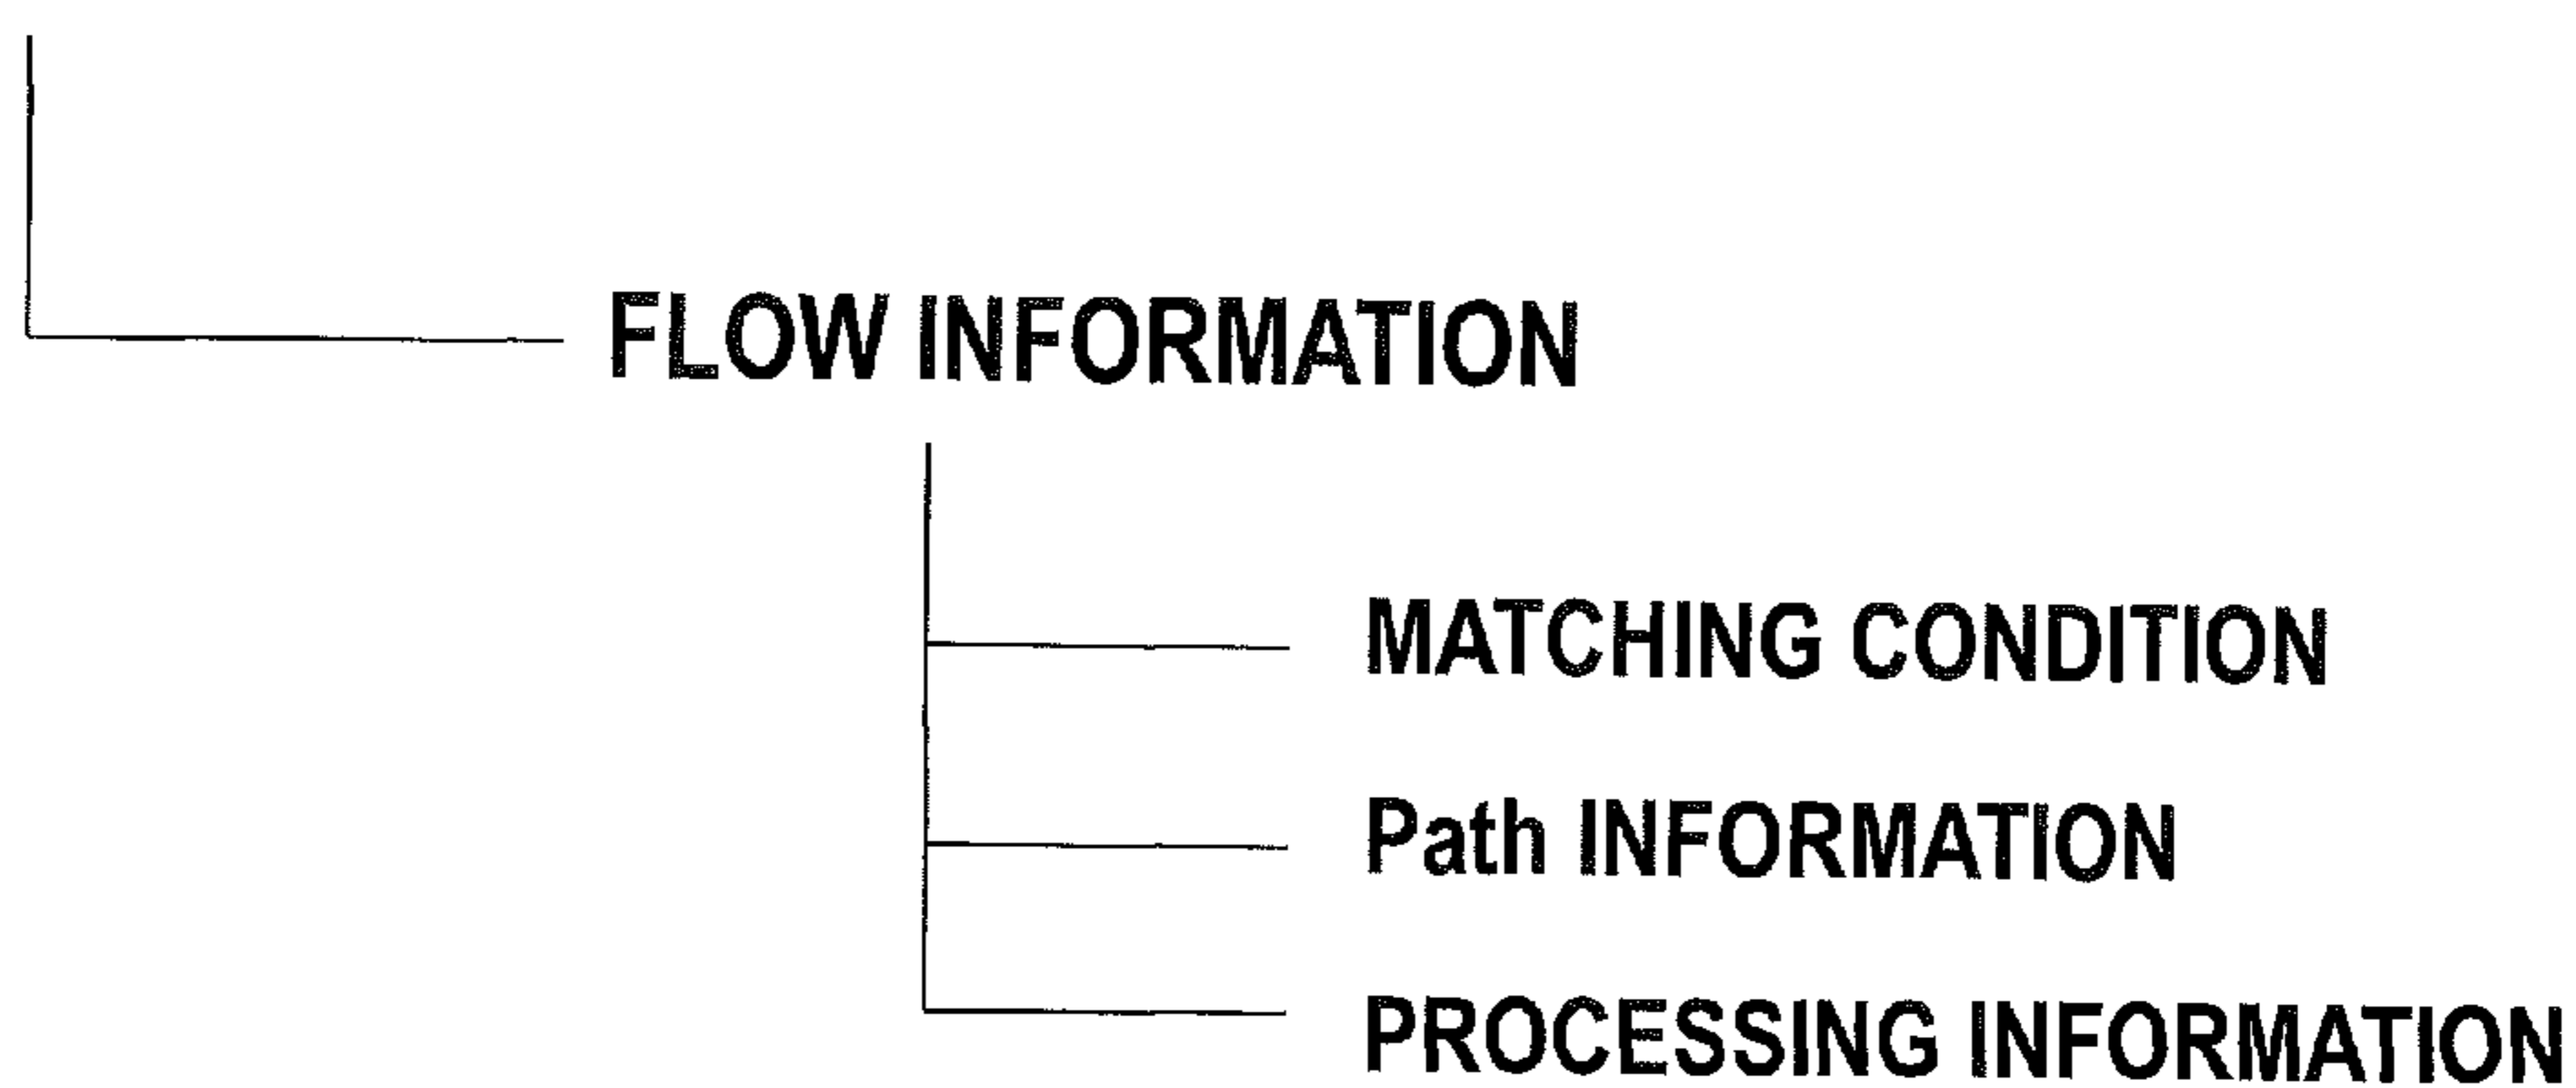 FLOW INFORMATION
MATCHING CONDITION
Path INFORMATION
PROCESSING INFORMATION